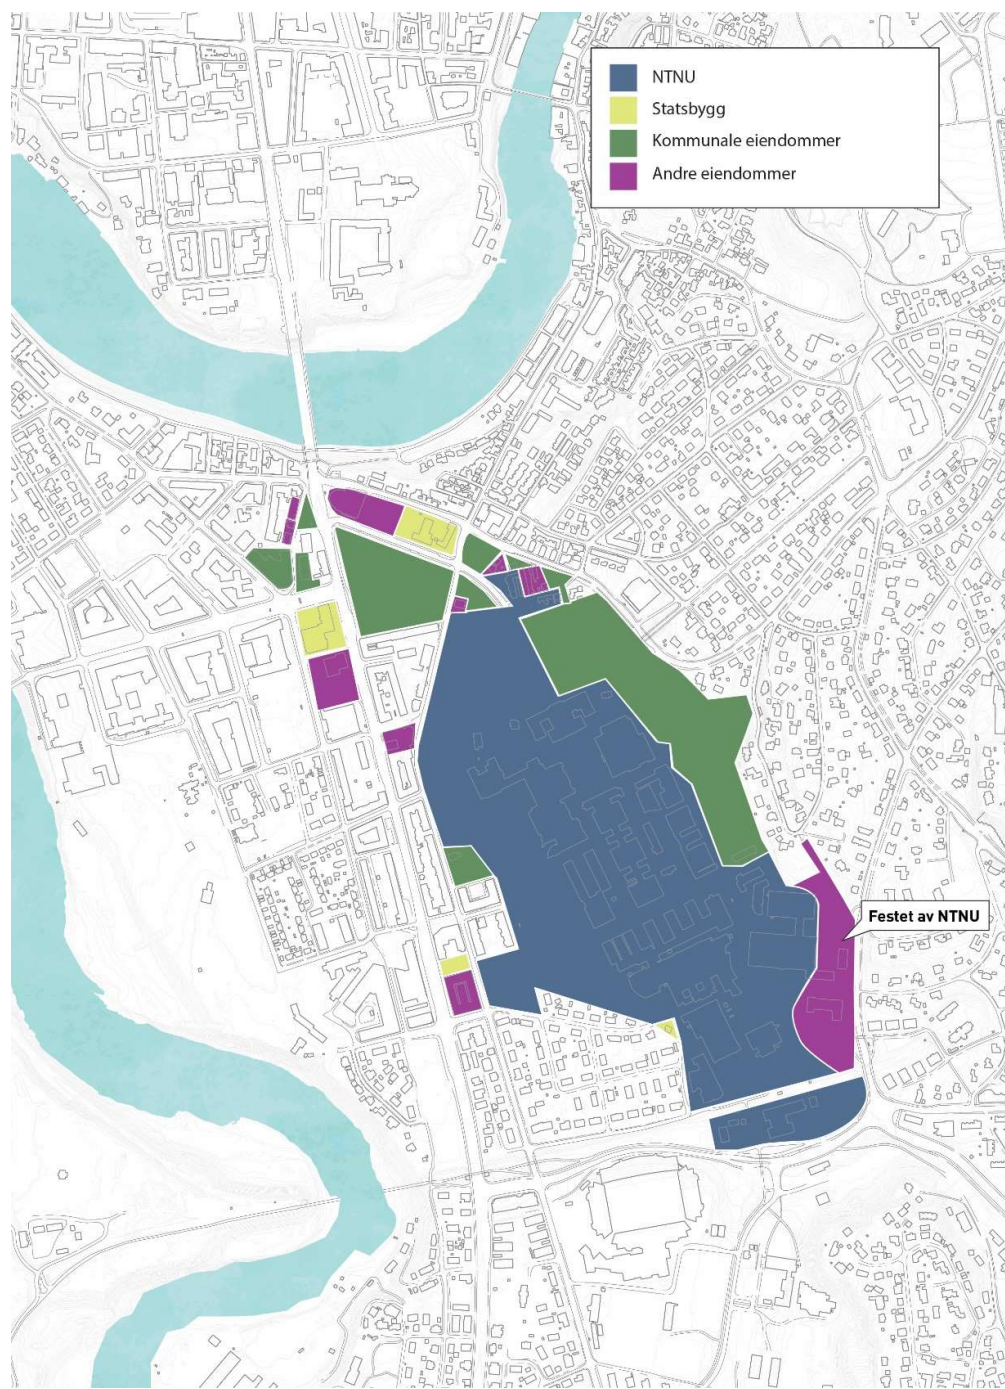 NTNU
Statsbygg
Kommunale eiendommer
Andre eiendommer
Festet av NTNU